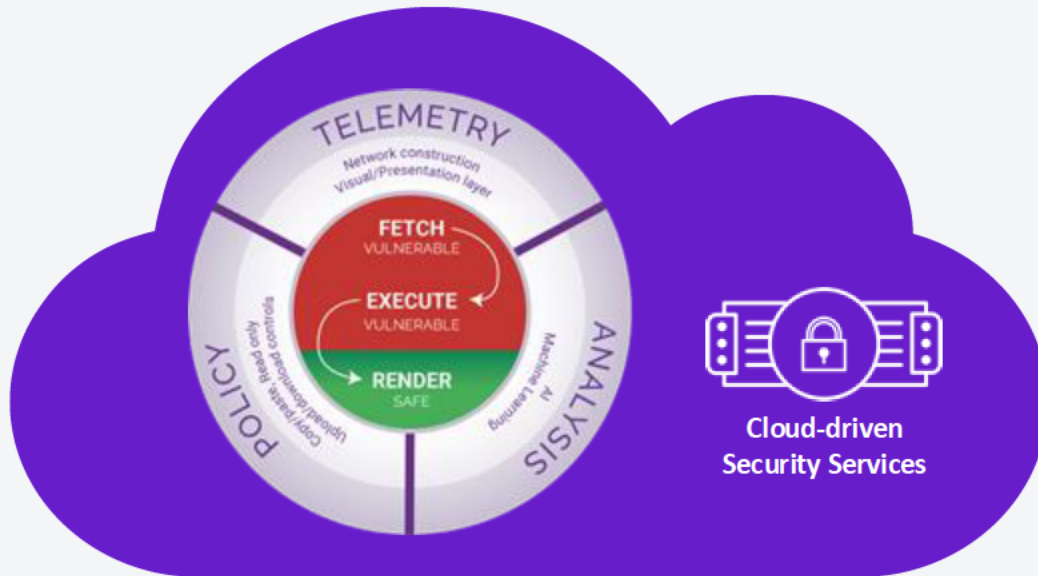 TELEMETRY
Network construction
Visual/Presentation layer
FETCH
VULNERABLE
EXECUTE
VULNERABLE
RENDER
SAFE
POLICY
Copy/paste, Read only
Upload/download controls
ANALYSIS
AI
Machine Learning
Cloud-driven
Security Services